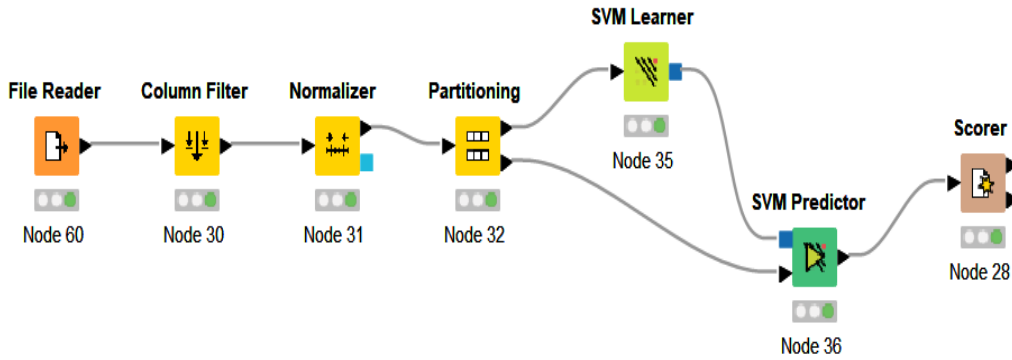 SVM Learner
File Reader
Column Filter
Normalizer
Partitioning
Scorer
Node 35
SVM Predictor
Node 60
Node 30
Node 31
Node 32
Node 28
Node 36